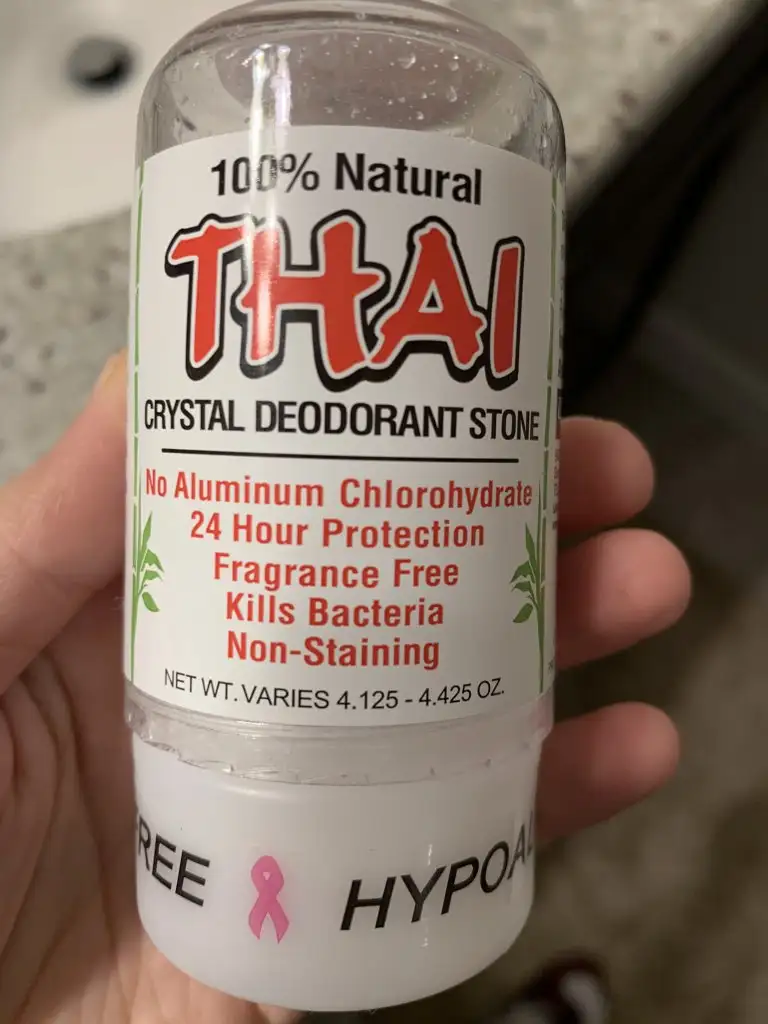 100% Natural
THAI
CRYSTAL DEODORANT STONE
No Aluminum Chlorohydrate
24 Hour Protection
Fragrance Free
Kills Bacteria
Non-Staining
NET WT. VARIES 4.125 - 4.425 OZ.
REE HYPOAL